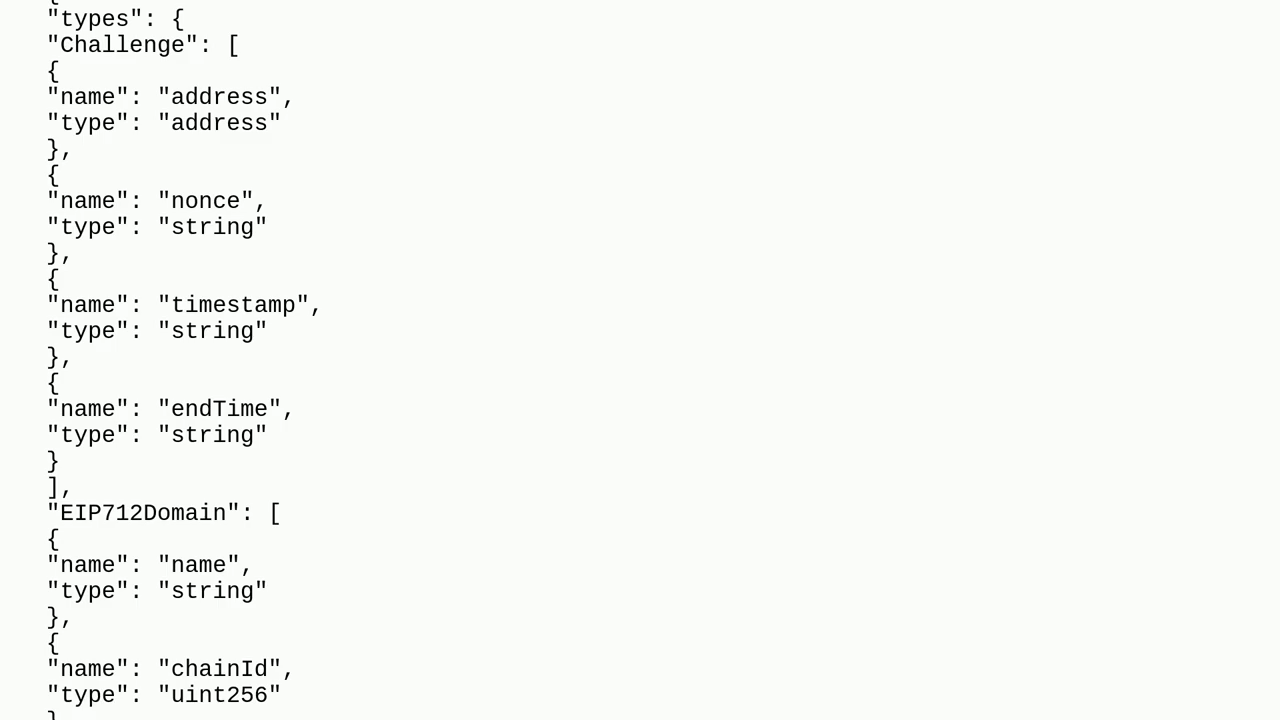 {
"types": {
"Challenge": [
{
"name": "address",
"type": "address"
},
{
"name": "nonce",
"type": "string"
},
{
"name": "timestamp",
"type": "string"
},
{
"name": "endTime",
"type": "string"
}
],
"EIP712Domain": [
{
"name": "name",
"type": "string"
},
{
"name": "chainId",
"type": "uint256"
}